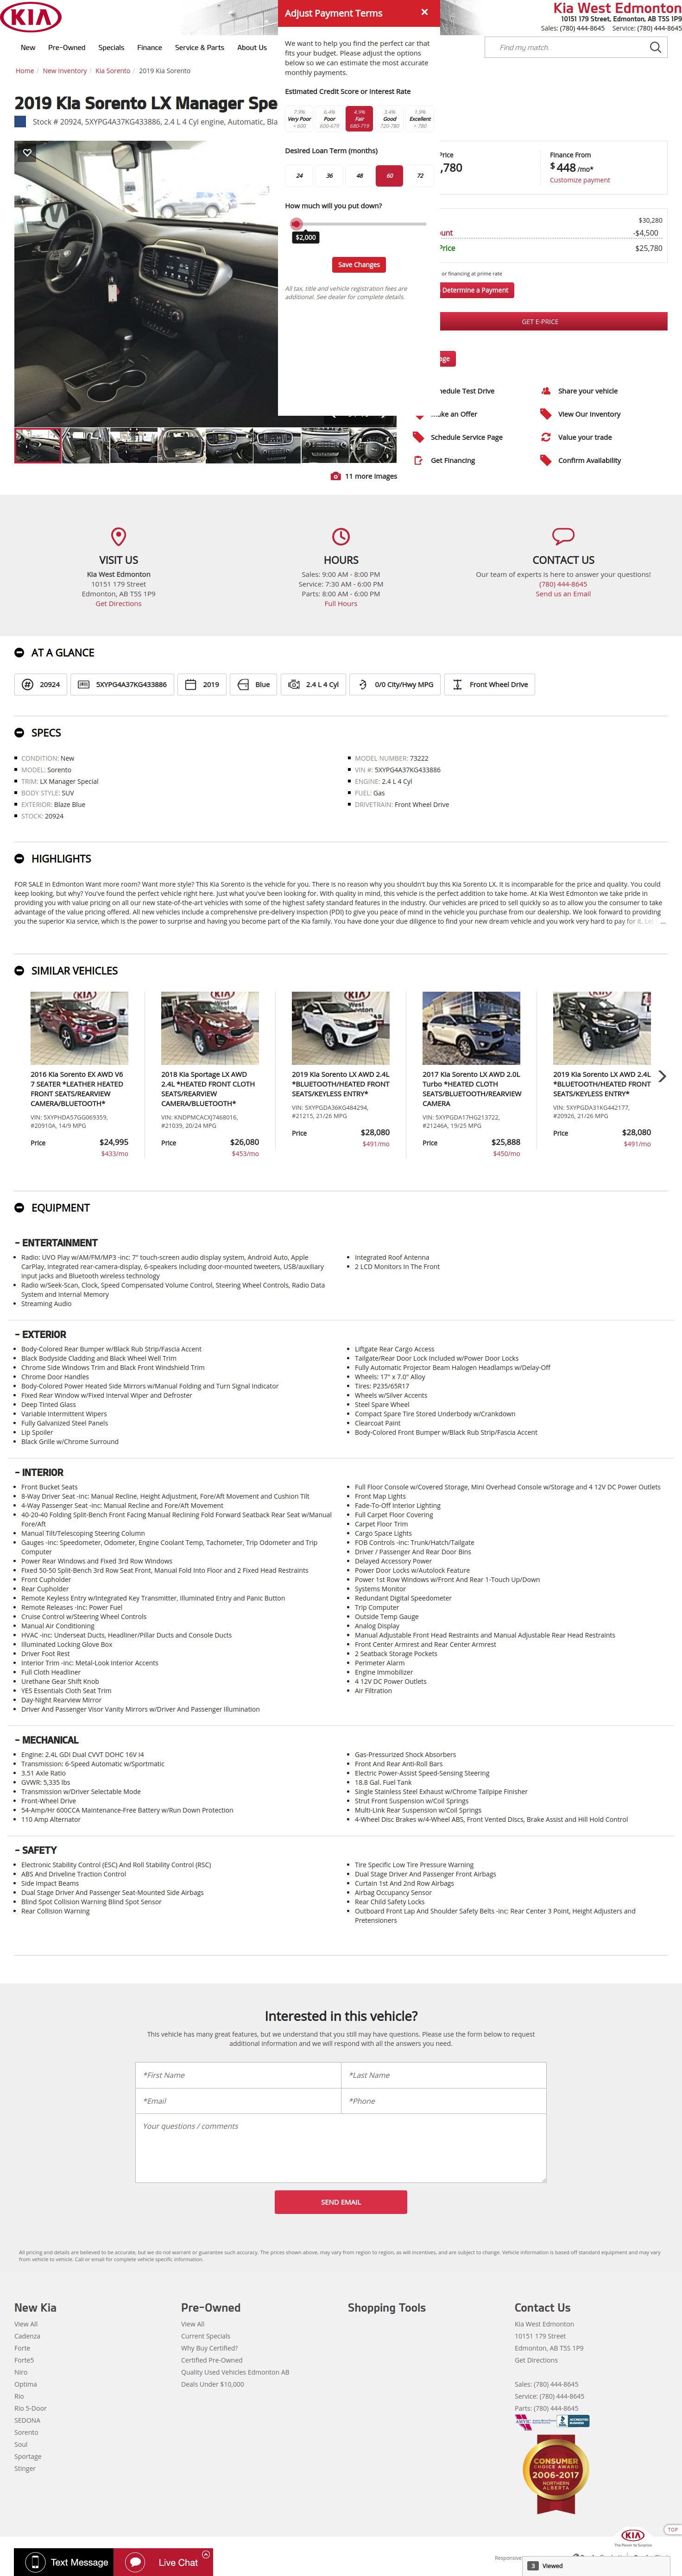 KIA
Kia West Edmonton
10151 179 Street, Edmonton, AB T5S 1P9
Sales: (780) 444-8645 Service: (780) 444-8645
New Pre-Owned Specials Finance Service & Parts About Us
Find my match.
Home / New Inventory / Kia Sorento / 2019 Kia Sorento
2019 Kia Sorento LX Manager Spe
Stock # 20924, 5XYPG4A37KG433886, 2.4 L 4 Cyl engine, Automatic, Bla
Adjust Payment Terms
We want to help you find the perfect car that
fits your budget. Please adjust the options
below so we can estimate the most accurate
monthly payments.
Estimated Credit Score or Interest Rate
7.9% Very Poor < 600
6.4% Poor 600-679
4.9% Fair 680-719
3.4% Good 720-780
1.9% Excellent > 780
Desired Loan Term (months)
24 36 48 60 72
How much will you put down?
$2,000
Save Changes
All tax, title and vehicle registration fees are
additional. See dealer for complete details.
Price
,780
Finance From
$448 /mo*
Customize payment
$30,280
ount -$4,500
Price $25,780
or financing at prime rate
Determine a Payment
GET E-PRICE
age
hedule Test Drive
Share your vehicle
ake an Offer
View Our Inventory
Schedule Service Page
Value your trade
Get Financing
Confirm Availability
11 more images
VISIT US
Kia West Edmonton
10151 179 Street
Edmonton, AB T5S 1P9
Get Directions
HOURS
Sales: 9:00 AM - 8:00 PM
Service: 7:30 AM - 6:00 PM
Parts: 8:00 AM - 6:00 PM
Full Hours
CONTACT US
Our team of experts is here to answer your questions!
(780) 444-8645
Send us an Email
AT A GLANCE
20924
5XYPG4A37KG433886
2019
Blue
2.4 L 4 Cyl
0/0 City/Hwy MPG
Front Wheel Drive
SPECS
CONDITION: New
MODEL: Sorento
TRIM: LX Manager Special
BODY STYLE: SUV
EXTERIOR: Blaze Blue
STOCK: 20924
MODEL NUMBER: 73222
VIN #: 5XYPG4A37KG433886
ENGINE: 2.4 L 4 Cyl
FUEL: Gas
DRIVETRAIN: Front Wheel Drive
HIGHLIGHTS
FOR SALE in Edmonton Want more room? Want more style? This Kia Sorento is the vehicle for you. There is no reason why you shouldn't buy this Kia Sorento LX. It is incomparable for the price and quality. You could
keep looking, but why? You've found the perfect vehicle right here. Just what you've been looking for. With quality in mind, this vehicle is the perfect addition to take home. At Kia West Edmonton we take pride in
providing you with value pricing on all our new state-of-the-art vehicles with some of the highest safety standard features in the industry. Our vehicles are priced to sell quickly so as to allow you the consumer to take
advantage of the value pricing offered. All new vehicles include a comprehensive pre-delivery inspection (PDI) to give you peace of mind in the vehicle you purchase from our dealership. We look forward to providing
you the superior Kia service, which is the power to surprise and having you become part of the Kia family. You have done your due diligence to find your new dream vehicle and you work very hard to pay for it. Let ...
SIMILAR VEHICLES
2016 Kia Sorento EX AWD V6
7 SEATER *LEATHER HEATED
FRONT SEATS/REARVIEW
CAMERA/BLUETOOTH*
VIN: 5XYPHDA57GG069359,
#20910A, 14/9 MPG
Price $24,995
$433/mo
2018 Kia Sportage LX AWD
2.4L *HEATED FRONT CLOTH
SEATS/REARVIEW
CAMERA/BLUETOOTH*
VIN: KNDPMCACXJ7468016,
#21039, 20/24 MPG
Price $26,080
$453/mo
2019 Kia Sorento LX AWD 2.4L
*BLUETOOTH/HEATED FRONT
SEATS/KEYLESS ENTRY*
VIN: 5XYPGDA36KG484294,
#21215, 21/26 MPG
Price $28,080
$491/mo
2017 Kia Sorento LX AWD 2.0L
Turbo *HEATED CLOTH
SEATS/BLUETOOTH/REARVIEW
CAMERA
VIN: 5XYPGDA17HG213722,
#21246A, 19/25 MPG
Price $25,888
$450/mo
2019 Kia Sorento LX AWD 2.4L
*BLUETOOTH/HEATED FRONT
SEATS/KEYLESS ENTRY*
VIN: 5XYPGDA31KG442177,
#20926, 21/26 MPG
Price $28,080
$491/mo
EQUIPMENT
- ENTERTAINMENT
Radio: UVO Play w/AM/FM/MP3 -inc: 7" touch-screen audio display system, Android Auto, Apple
CarPlay, integrated rear-camera-display, 6-speakers including door-mounted tweeters, USB/auxiliary
input jacks and Bluetooth wireless technology
Radio w/Seek-Scan, Clock, Speed Compensated Volume Control, Steering Wheel Controls, Radio Data
System and Internal Memory
Streaming Audio
Integrated Roof Antenna
2 LCD Monitors In The Front
- EXTERIOR
Body-Colored Rear Bumper w/Black Rub Strip/Fascia Accent
Black Bodyside Cladding and Black Wheel Well Trim
Chrome Side Windows Trim and Black Front Windshield Trim
Chrome Door Handles
Body-Colored Power Heated Side Mirrors w/Manual Folding and Turn Signal Indicator
Fixed Rear Window w/Fixed Interval Wiper and Defroster
Deep Tinted Glass
Variable Intermittent Wipers
Fully Galvanized Steel Panels
Lip Spoiler
Black Grille w/Chrome Surround
Liftgate Rear Cargo Access
Tailgate/Rear Door Lock Included w/Power Door Locks
Fully Automatic Projector Beam Halogen Headlamps w/Delay-Off
Wheels: 17" x 7.0" Alloy
Tires: P235/65R17
Wheels w/Silver Accents
Steel Spare Wheel
Compact Spare Tire Stored Underbody w/Crankdown
Clearcoat Paint
Body-Colored Front Bumper w/Black Rub Strip/Fascia Accent
- INTERIOR
Front Bucket Seats
8-Way Driver Seat -inc: Manual Recline, Height Adjustment, Fore/Aft Movement and Cushion Tilt
4-Way Passenger Seat -inc: Manual Recline and Fore/Aft Movement
40-20-40 Folding Split-Bench Front Facing Manual Reclining Fold Forward Seatback Rear Seat w/Manual
Fore/Aft
Manual Tilt/Telescoping Steering Column
Gauges -inc: Speedometer, Odometer, Engine Coolant Temp, Tachometer, Trip Odometer and Trip
Computer
Power Rear Windows and Fixed 3rd Row Windows
Fixed 50-50 Split-Bench 3rd Row Seat Front, Manual Fold Into Floor and 2 Fixed Head Restraints
Front Cupholder
Rear Cupholder
Remote Keyless Entry w/Integrated Key Transmitter, Illuminated Entry and Panic Button
Remote Releases -Inc: Power Fuel
Cruise Control w/Steering Wheel Controls
Manual Air Conditioning
HVAC -inc: Underseat Ducts, Headliner/Pillar Ducts and Console Ducts
Illuminated Locking Glove Box
Driver Foot Rest
Interior Trim -inc: Metal-Look Interior Accents
Full Cloth Headliner
Urethane Gear Shift Knob
YES Essentials Cloth Seat Trim
Day-Night Rearview Mirror
Driver And Passenger Visor Vanity Mirrors w/Driver And Passenger Illumination
Full Floor Console w/Covered Storage, Mini Overhead Console w/Storage and 4 12V DC Power Outlets
Front Map Lights
Fade-To-Off Interior Lighting
Full Carpet Floor Covering
Carpet Floor Trim
Cargo Space Lights
FOB Controls -inc: Trunk/Hatch/Tailgate
Driver / Passenger And Rear Door Bins
Delayed Accessory Power
Power Door Locks w/Autolock Feature
Power 1st Row Windows w/Front And Rear 1-Touch Up/Down
Systems Monitor
Redundant Digital Speedometer
Trip Computer
Outside Temp Gauge
Analog Display
Manual Adjustable Front Head Restraints and Manual Adjustable Rear Head Restraints
Front Center Armrest and Rear Center Armrest
2 Seatback Storage Pockets
Perimeter Alarm
Engine Immobilizer
4 12V DC Power Outlets
Air Filtration
- MECHANICAL
Engine: 2.4L GDI Dual CVVT DOHC 16V I4
Transmission: 6-Speed Automatic w/Sportmatic
3.51 Axle Ratio
GVWR: 5,335 lbs
Transmission w/Driver Selectable Mode
Front-Wheel Drive
54-Amp/Hr 600CCA Maintenance-Free Battery w/Run Down Protection
110 Amp Alternator
Gas-Pressurized Shock Absorbers
Front And Rear Anti-Roll Bars
Electric Power-Assist Speed-Sensing Steering
18.8 Gal. Fuel Tank
Single Stainless Steel Exhaust w/Chrome Tailpipe Finisher
Strut Front Suspension w/Coil Springs
Multi-Link Rear Suspension w/Coil Springs
4-Wheel Disc Brakes w/4-Wheel ABS, Front Vented Discs, Brake Assist and Hill Hold Control
- SAFETY
Electronic Stability Control (ESC) And Roll Stability Control (RSC)
ABS And Driveline Traction Control
Side Impact Beams
Dual Stage Driver And Passenger Seat-Mounted Side Airbags
Blind Spot Collision Warning Blind Spot Sensor
Rear Collision Warning
Tire Specific Low Tire Pressure Warning
Dual Stage Driver And Passenger Front Airbags
Curtain 1st And 2nd Row Airbags
Airbag Occupancy Sensor
Rear Child Safety Locks
Outboard Front Lap And Shoulder Safety Belts -inc: Rear Center 3 Point, Height Adjusters and
Pretensioners
Interested in this vehicle?
This vehicle has many great features, but we understand that you still may have questions. Please use the form below to request
additional information and we will respond with all the answers you need.
*First Name
*Last Name
*Email
*Phone
Your questions / comments
SEND EMAIL
All pricing and details are believed to be accurate, but we do not warrant or guarantee such accuracy. The prices shown above, may vary from region to region, as will incentives, and are subject to change. Vehicle information is based off standard equipment and may vary
from vehicle to vehicle. Call or email for complete vehicle specific information.
New Kia
View All
Cadenza
Forte
Forte5
Niro
Optima
Rio
Rio 5-Door
SEDONA
Sorento
Soul
Sportage
Stinger
Pre-Owned
View All
Current Specials
Why Buy Certified?
Certified Pre-Owned
Quality Used Vehicles Edmonton AB
Deals Under $10,000
Shopping Tools
Contact Us
Kia West Edmonton
10151 179 Street
Edmonton, AB T5S 1P9
Get Directions
Sales: (780) 444-8645
Service: (780) 444-8645
Parts: (780) 444-8645
AMVIC
BBB ACCREDITED BUSINESS
CONSUMER
CHOICE AWARD
2006-2017
NORTHERN
ALBERTA
TOP
KIA
The Power to Surprise
Responsive
Text Message
Live Chat
3 Viewed